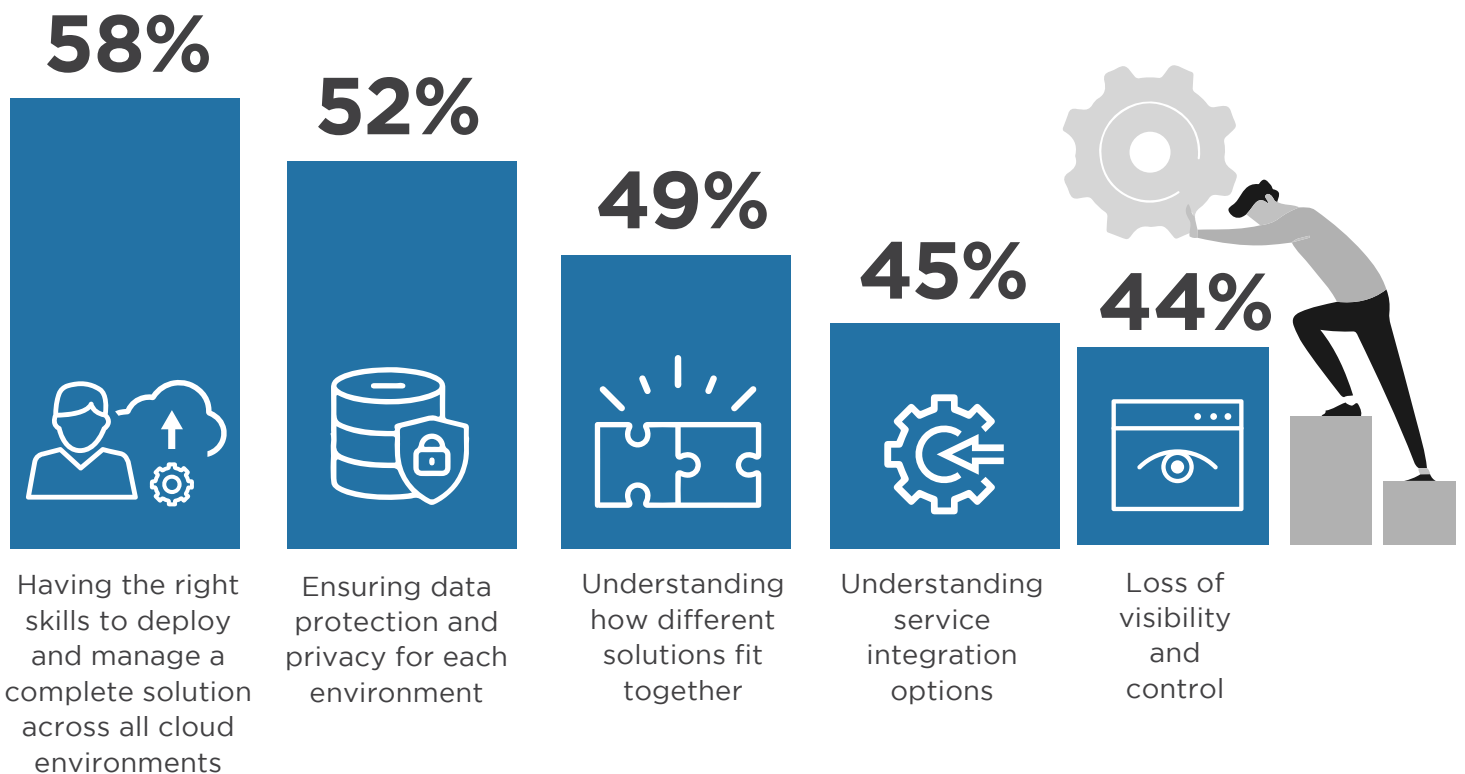 58%
Having the right
skills to deploy
and manage a
complete solution
across all cloud
environments
52%
Ensuring data
protection and
privacy for each
environment
49%
Understanding
how different
solutions fit
together
45%
Understanding
service
integration
options
44%
Loss of
visibility
and
control